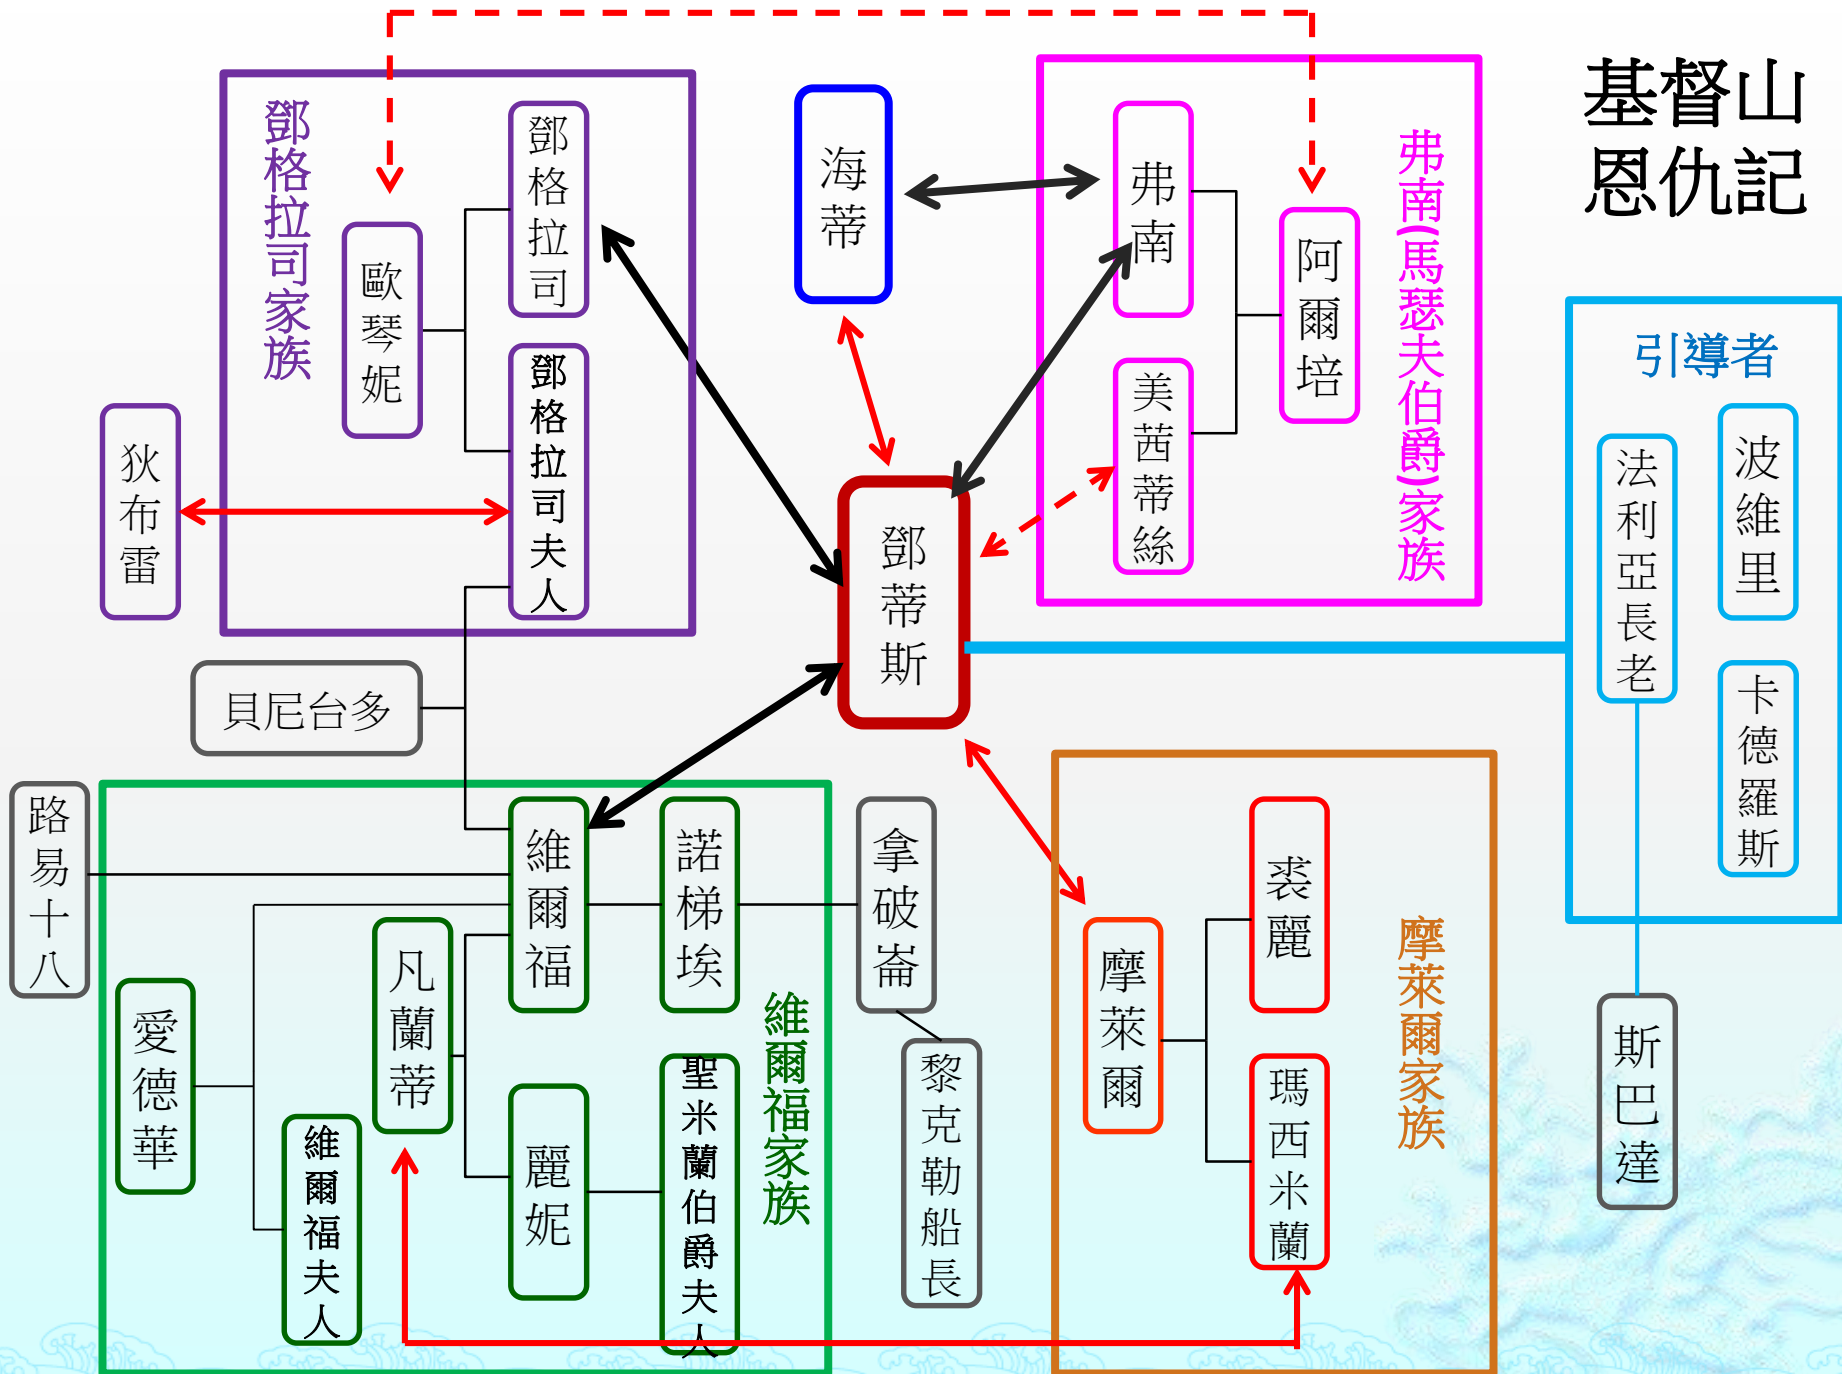 基督山
恩仇記
鄧格拉司家族
鄧格拉司
歐琴妮
鄧格拉司夫人
狄布雷
貝尼台多
海蒂
鄧蒂斯
弗南(馬瑟夫伯爵)家族
弗南
美茜蒂絲
阿爾培
引導者
法利亞長老
波維里
卡德羅斯
斯巴達
路易十八
維爾福家族
維爾福
諾梯埃
凡蘭蒂
愛德華
維爾福夫人
麗妮
聖米蘭伯爵夫人
拿破崙
黎克勒船長
摩萊爾家族
摩萊爾
裘麗
瑪西米蘭